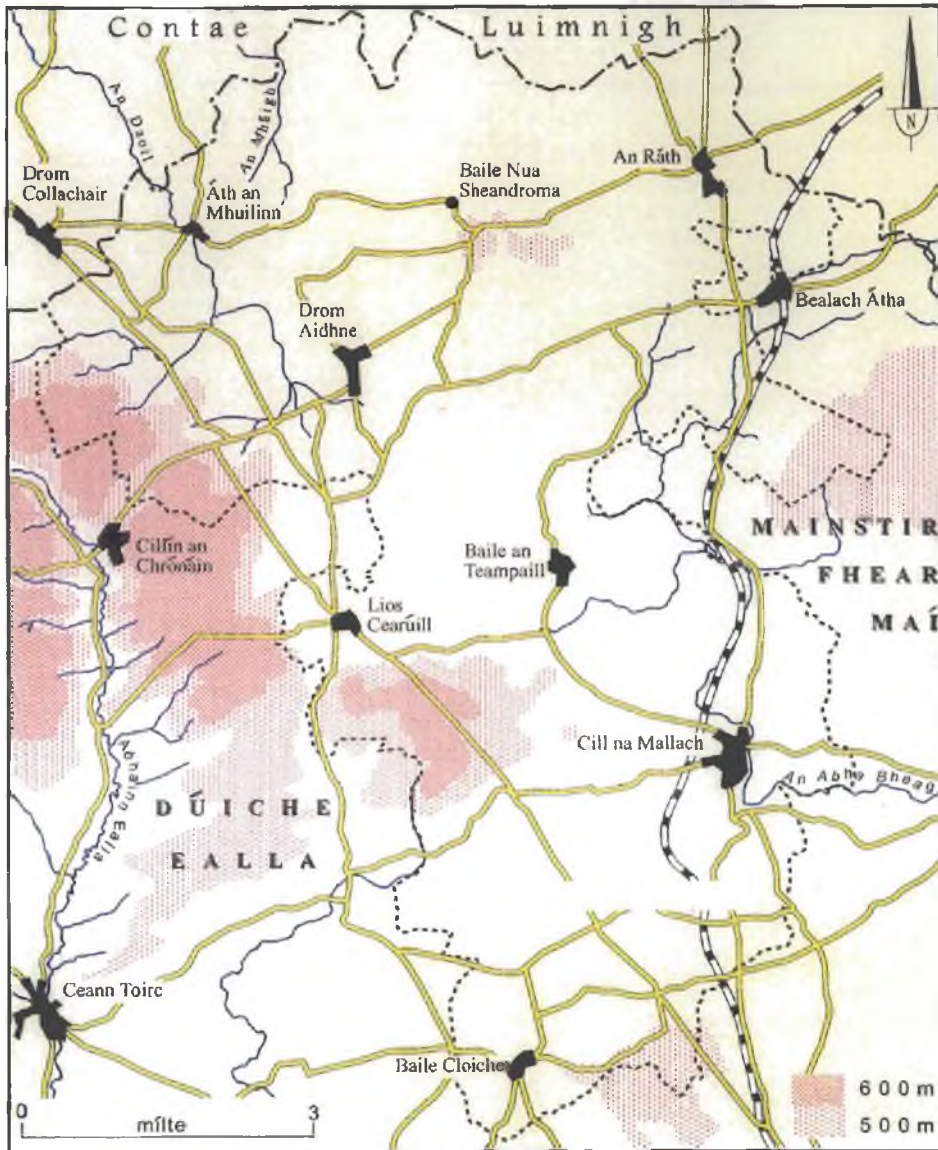 Contae Luimnigh
An Daoil
An Mháigh
Drom
Collachair
Áth an
Mhuilinn
Baile Nua
Sheandroma
An Ráth
N
Drom
Aidhne
Bealach Átha
Cillín an
Chrónáin
Baile an
Teampaill
MAINSTIR
FHEAR
MAÍ
Lios
Cearúill
Cill na Mallach
An Abha Bheag
Abhainn Ealla
DÚICHE
EALLA
Ceann Toirc
Baile Cloiche
0 3
mílte
600m
500m